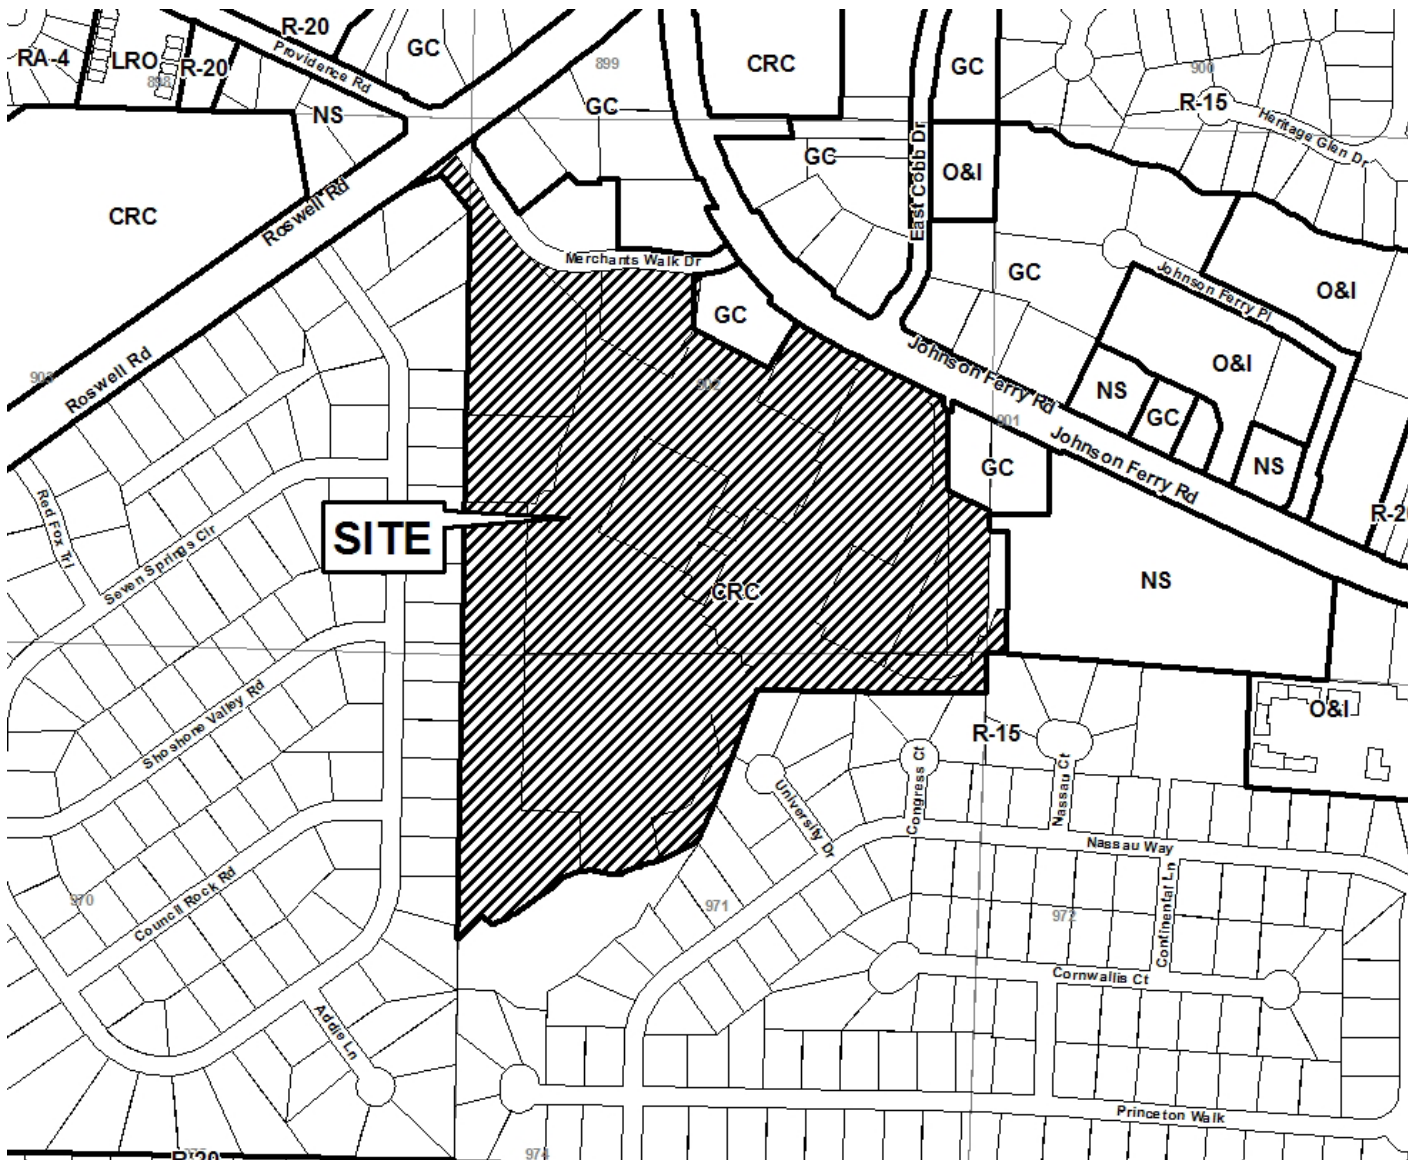 R-20
GC
RA-4
LRO
R-20
898
Providence Rd
899
CRC
GC
900
R-15
Heritage Glen Dr
NS
GC
GC
East Cobb Dr
O&I
CRC
Roswell Rd
Merchants Walk Dr
GC
Johnson Ferry Pl
O&I
GC
Roswell Rd
Johnson Ferry Rd
O&I
902
NS
GC
901
Johnson Ferry Rd
GC
NS
Red Fox Trl
Seven Springs Cir
SITE
R-20
CRC
NS
Shoshone Valley Rd
O&I
R-15
Congress Ct
Nassau Ct
University Dr
Nassau Way
Council Rock Rd
970
971
972
Continental Ln
Cornwallis Ct
Addie Ln
Princeton Walk
R-20
974